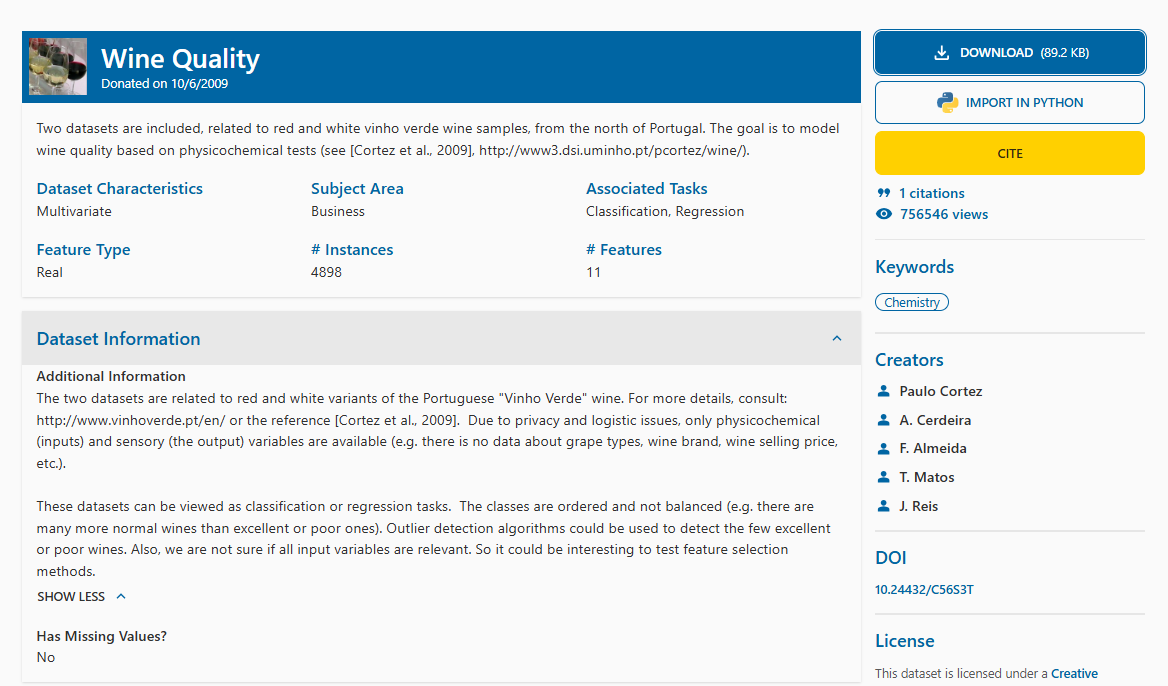 Wine Quality
Donated on 10/6/2009
Two datasets are included, related to red and white vinho verde wine samples, from the north of Portugal. The goal is to model
wine quality based on physicochemical tests (see [Cortez et al., 2009], http://www3.dsi.uminho.pt/pcortez/wine/).
Dataset Characteristics
Multivariate
Subject Area
Business
Associated Tasks
Classification, Regression
Feature Type
Real
# Instances
4898
# Features
11
Dataset Information
Additional Information
The two datasets are related to red and white variants of the Portuguese "Vinho Verde" wine. For more details, consult:
http://www.vinhoverde.pt/en/ or the reference [Cortez et al., 2009].  Due to privacy and logistic issues, only physicochemical
(inputs) and sensory (the output) variables are available (e.g. there is no data about grape types, wine brand, wine selling price,
etc.).
These datasets can be viewed as classification or regression tasks.  The classes are ordered and not balanced (e.g. there are
many more normal wines than excellent or poor ones). Outlier detection algorithms could be used to detect the few excellent
or poor wines. Also, we are not sure if all input variables are relevant. So it could be interesting to test feature selection
methods.
SHOW LESS
Has Missing Values?
No
DOWNLOAD (89.2 KB)
IMPORT IN PYTHON
CITE
1 citations
756546 views
Keywords
Chemistry
Creators
Paulo Cortez
A. Cerdeira
F. Almeida
T. Matos
J. Reis
DOI
10.24432/C56S3T
License
This dataset is licensed under a Creative